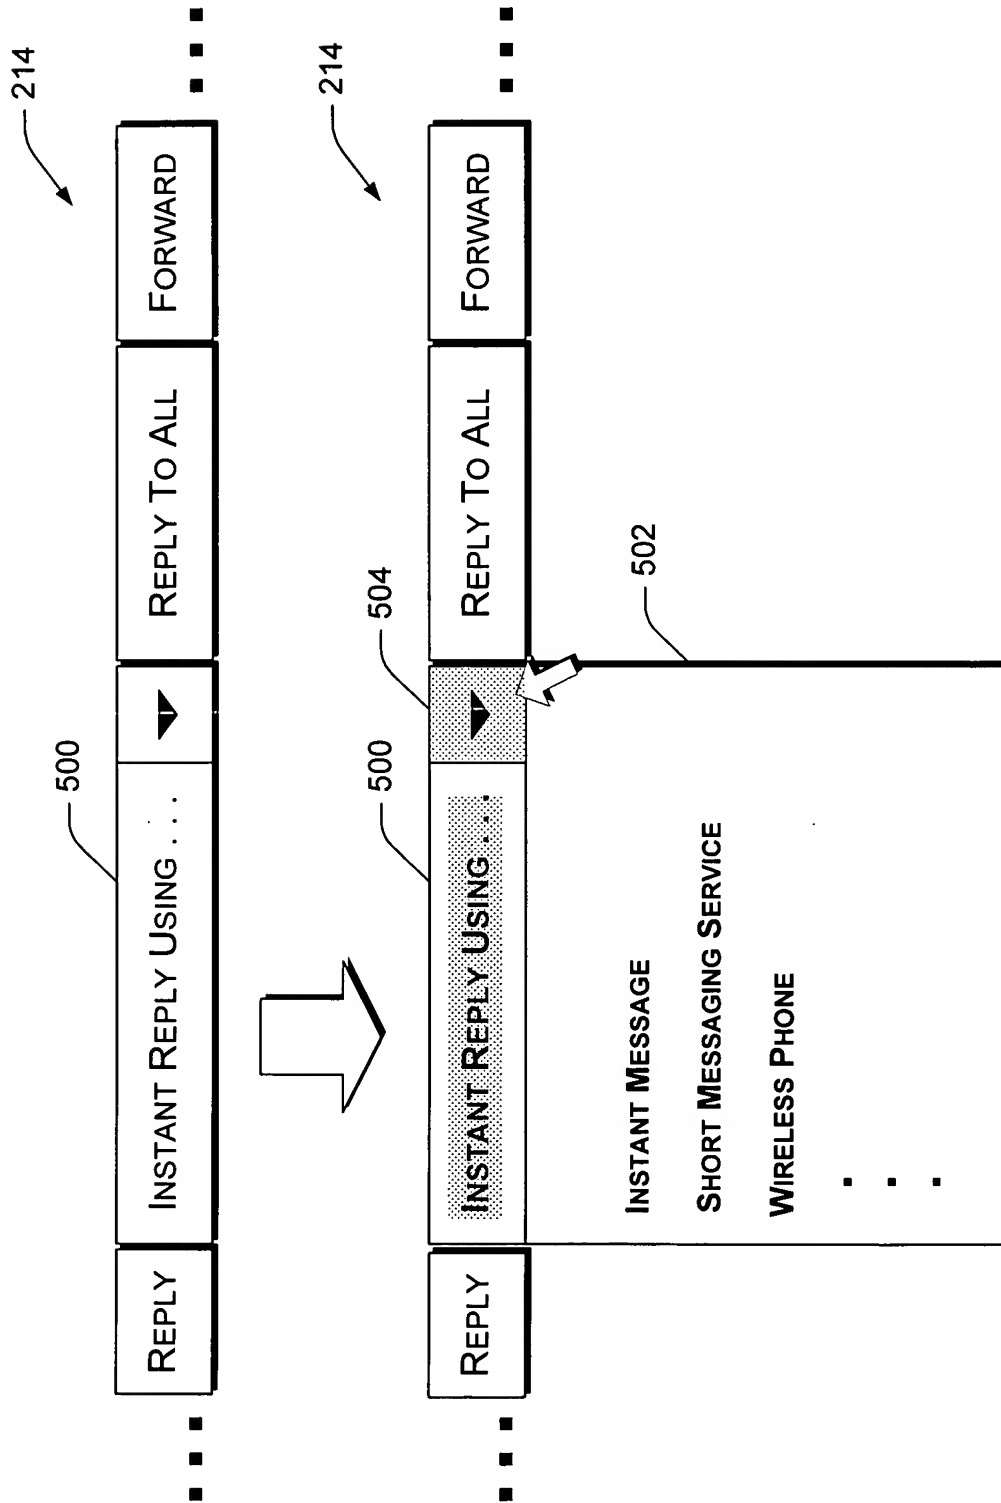 214
500
REPLY
INSTANT REPLY USING . . .
REPLY TO ALL
FORWARD
214
500
504
REPLY
INSTANT REPLY USING . . .
REPLY TO ALL
FORWARD
502
INSTANT MESSAGE
SHORT MESSAGING SERVICE
WIRELESS PHONE